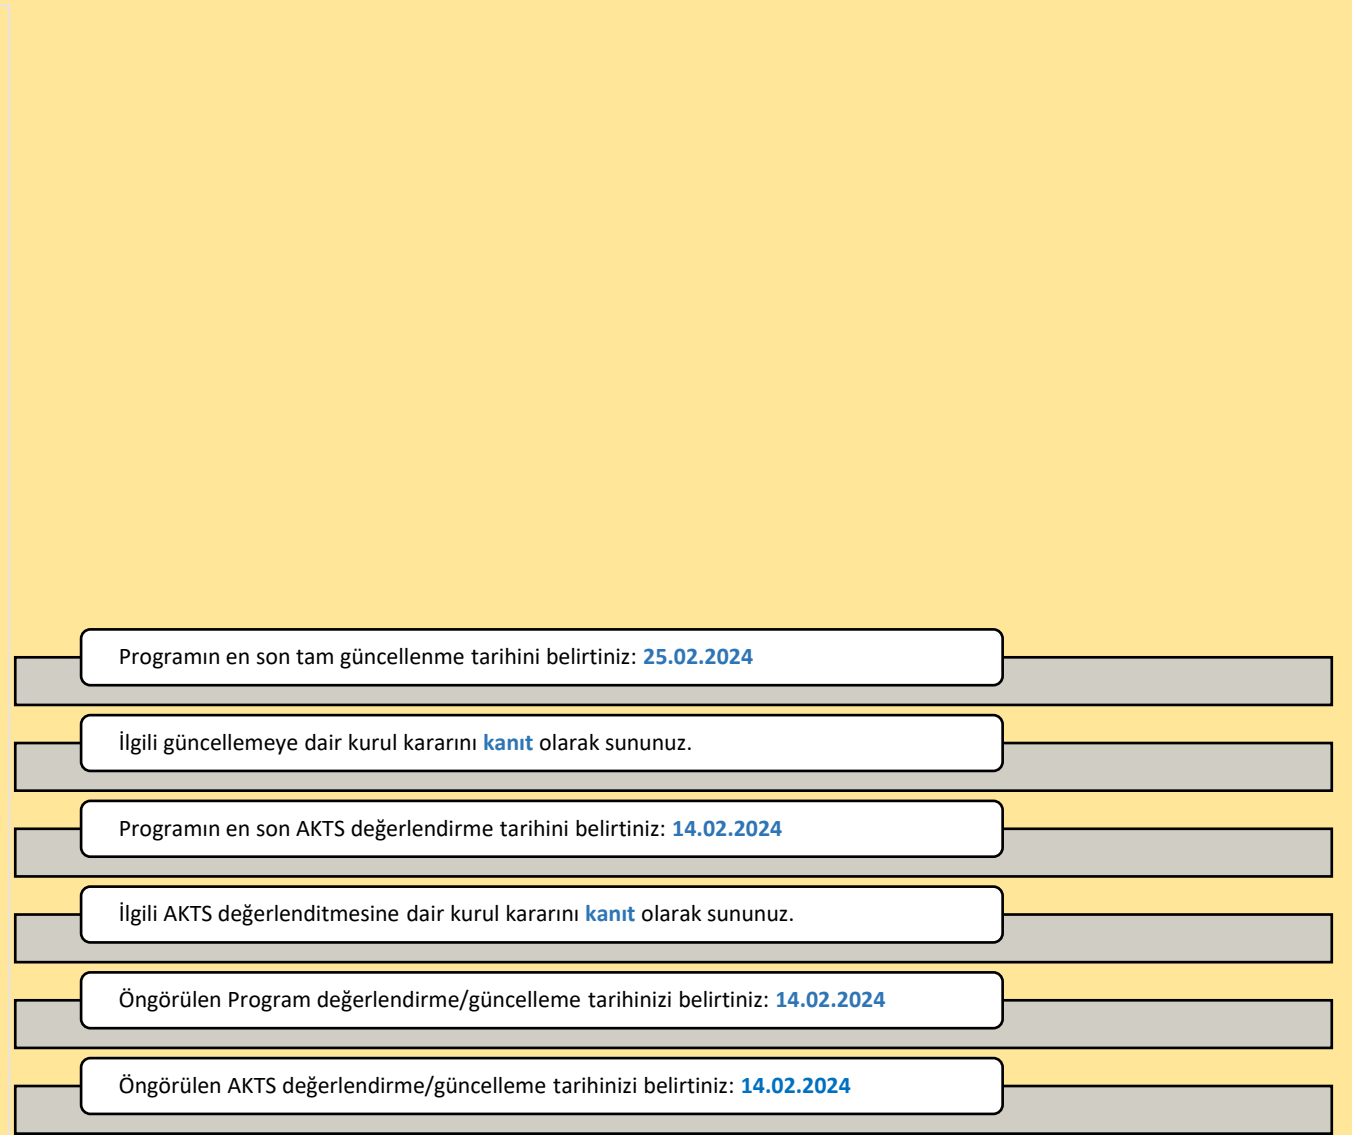 Programın en son tam güncellenme tarihini belirtiniz: 25.02.2024
İlgili güncellemeye dair kurul kararını kanıt olarak sununuz.
Programın en son AKTS değerlendirme tarihini belirtiniz: 14.02.2024
İlgili AKTS değerlenditmesine dair kurul kararını kanıt olarak sununuz.
Öngörülen Program değerlendirme/güncelleme tarihinizi belirtiniz: 14.02.2024
Öngörülen AKTS değerlendirme/güncelleme tarihinizi belirtiniz: 14.02.2024